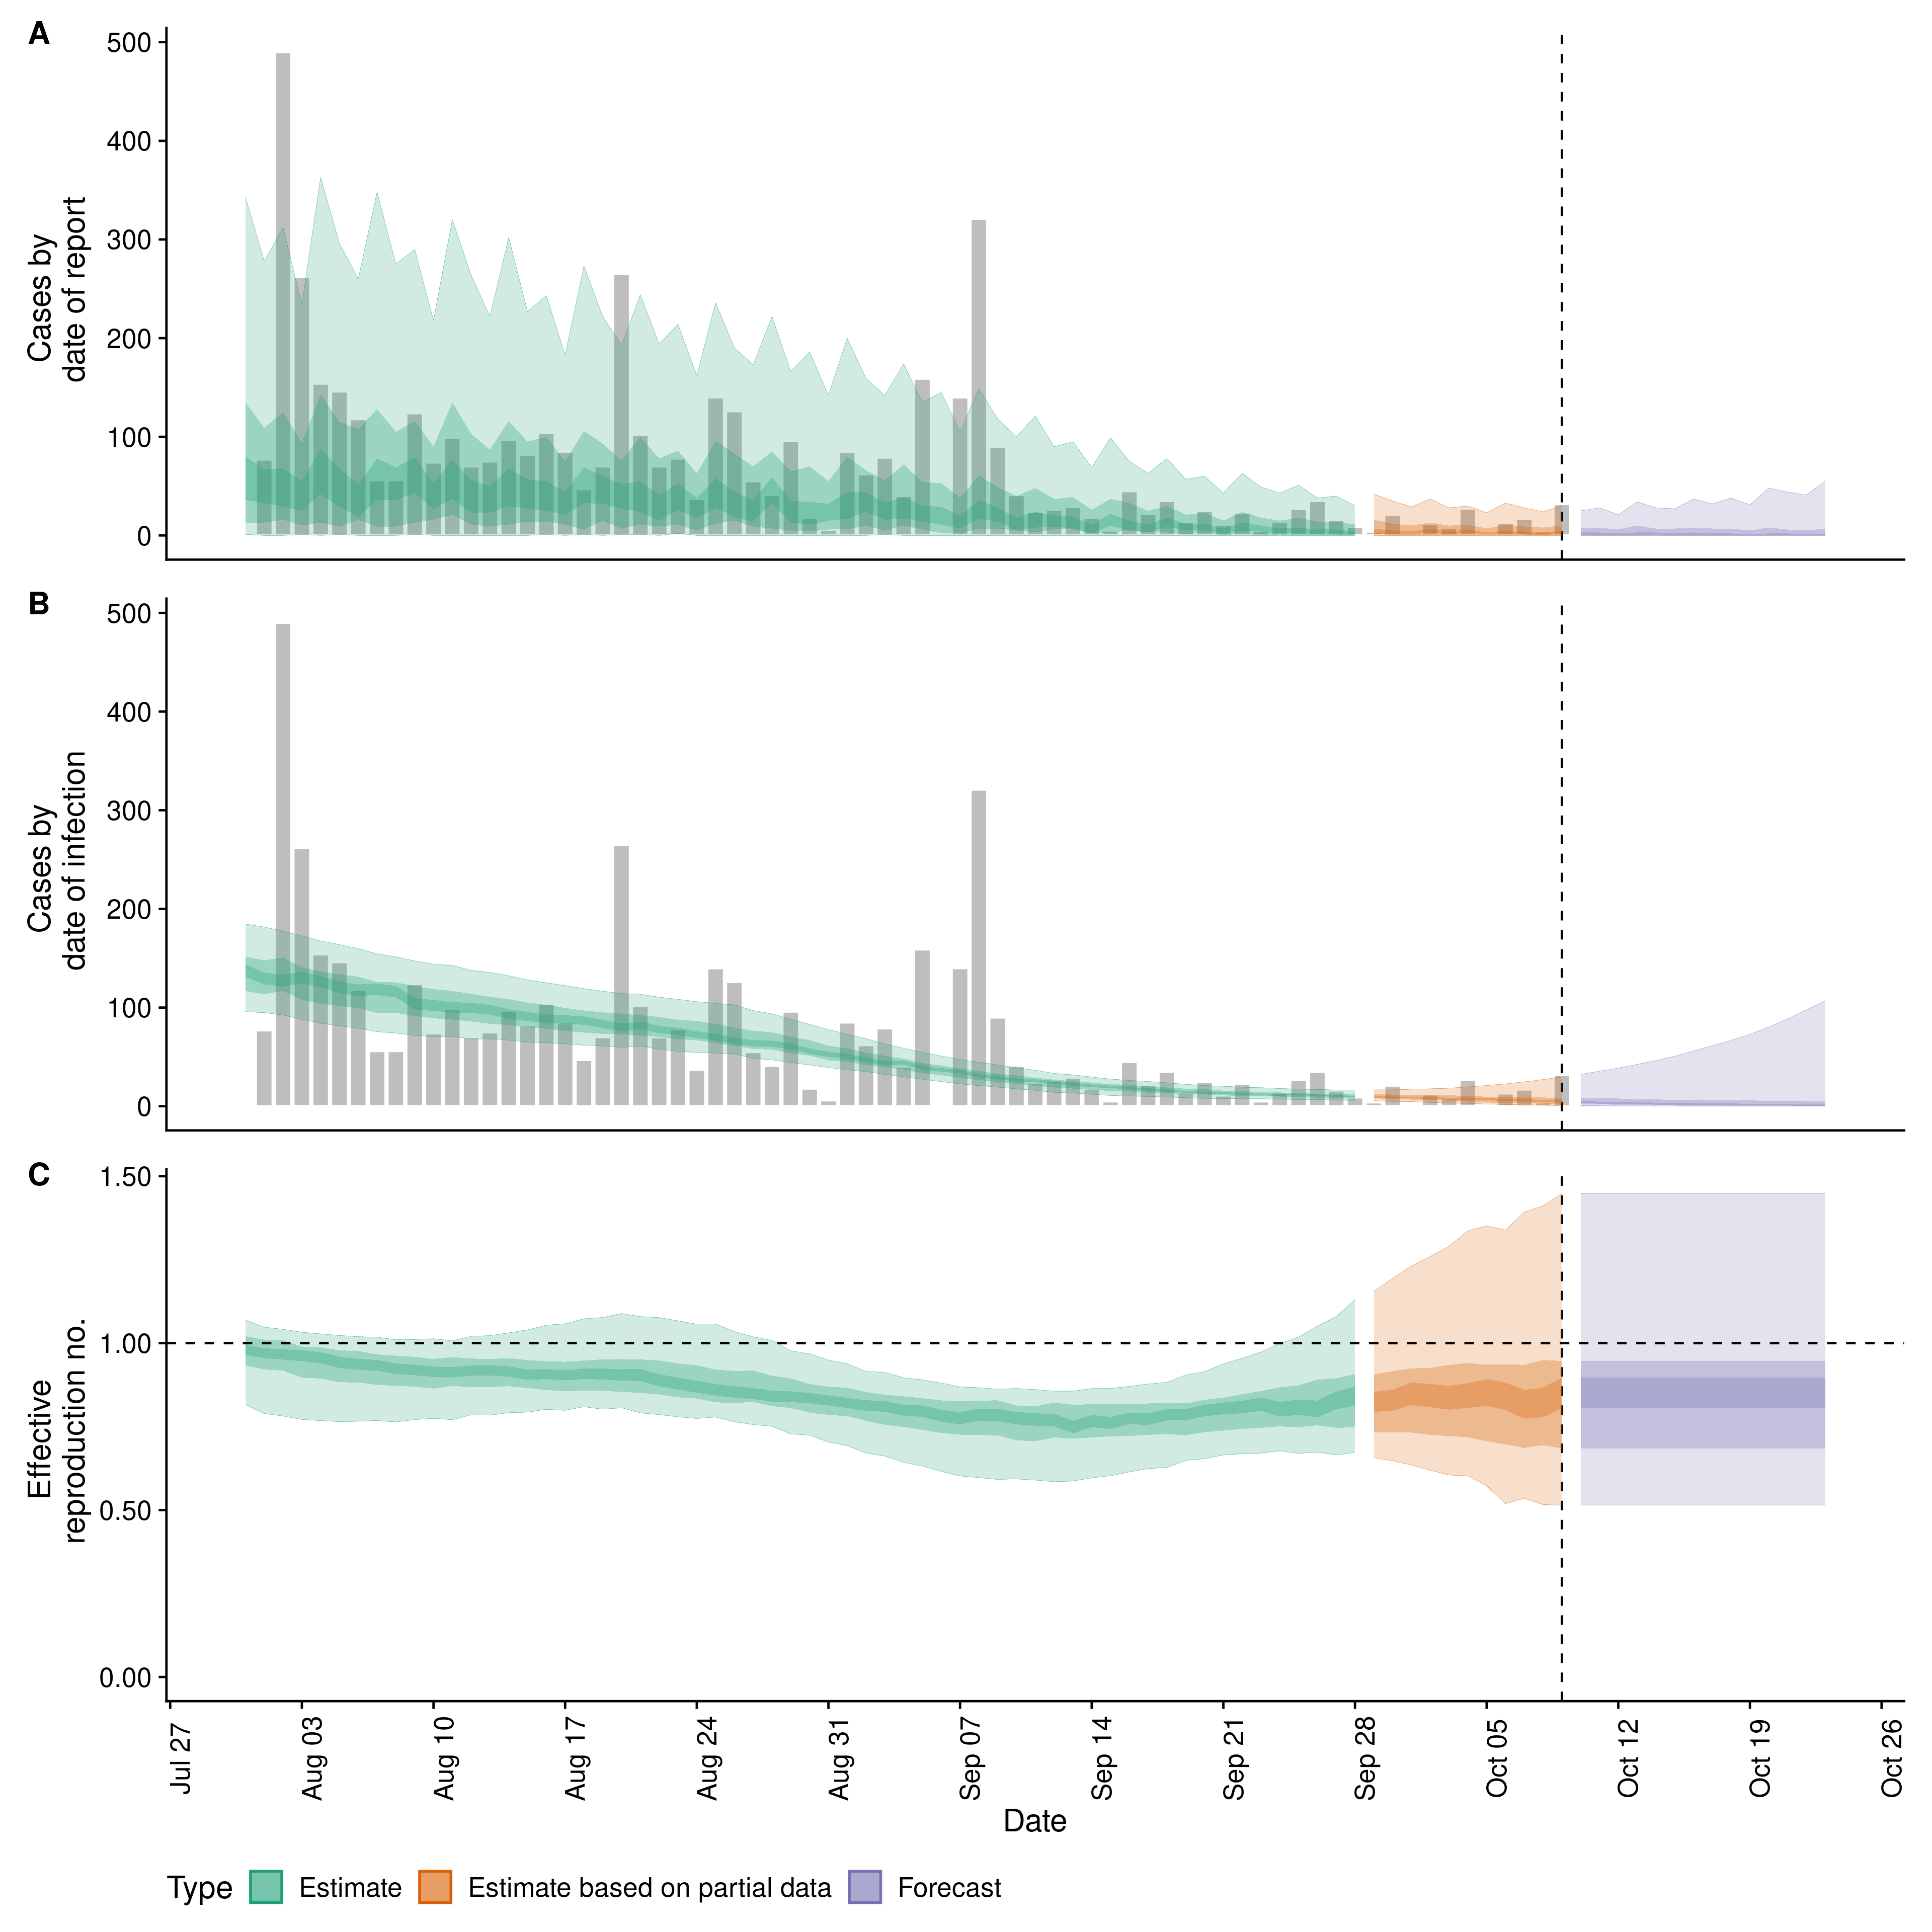 A
500
400
300
200
100
0
Cases by
date of report
B
500
400
300
200
100
0
Cases by
date of infection
C
1.50
1.00
0.50
0.00
Effective
reproduction no.
Jul 27
Aug 03
Aug 10
Aug 17
Aug 24
Aug 31
Sep 07
Sep 14
Sep 21
Sep 28
Oct 05
Oct 12
Oct 19
Oct 26
Date
Type Estimate Estimate based on partial data Forecast